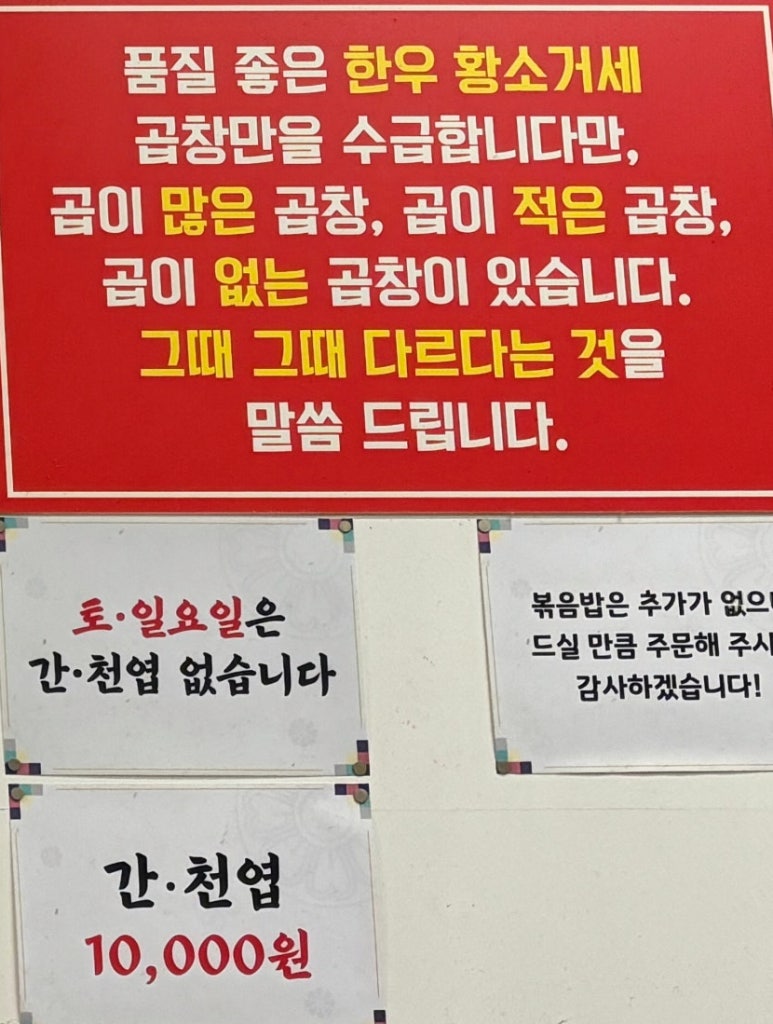 품질 좋은 한우 황소거세
곱창만을 수급합니다만,
곱이 많은 곱창, 곱이 적은 곱창,
곱이 없는 곱창이 있습니다.
그때 그때 다르다는 것을
말씀 드립니다.
토·일요일은
간·천엽 없습니다
볶음밥은 추가가
드실 만큼 주문해
감사하겠습니다!
간·천엽
10,000원